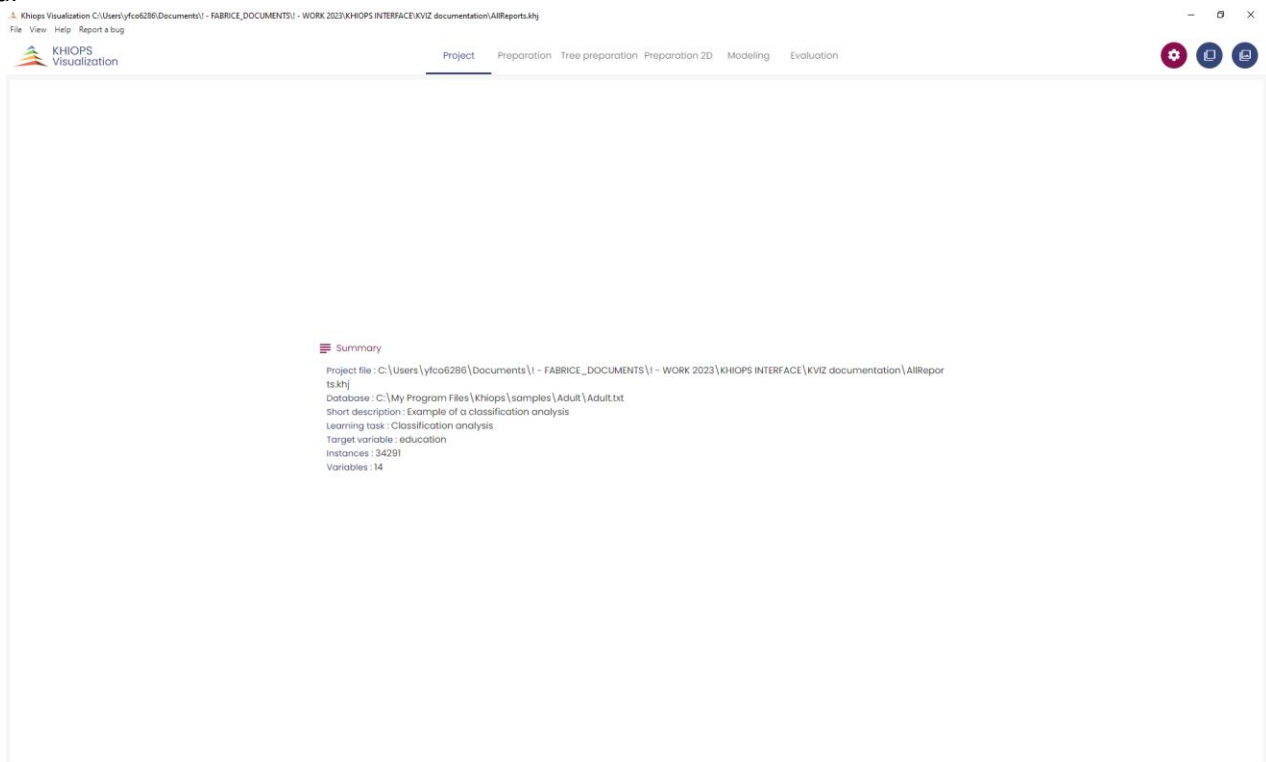 Khiops Visualization C:\Users\yfco6286\Documents\! - FABRICE_DOCUMENTS\! - WORK 2023\KHIOPS INTERFACE\KVIZ documentation\AllReports.khj
File View Help Report a bug
KHIOPS
Visualization
Project Preparation Tree preparation Preparation 2D Modeling Evaluation
Summary
Project file : C:\Users\yfco6286\Documents\! - FABRICE_DOCUMENTS\! - WORK 2023\KHIOPS INTERFACE\KVIZ documentation\AllRepor
ts.khj
Database : C:\My Program Files\Khiops\samples\Adult\Adult.txt
Short description : Example of a classification analysis
Learning task : Classification analysis
Target variable : education
Instances : 34291
Variables : 14